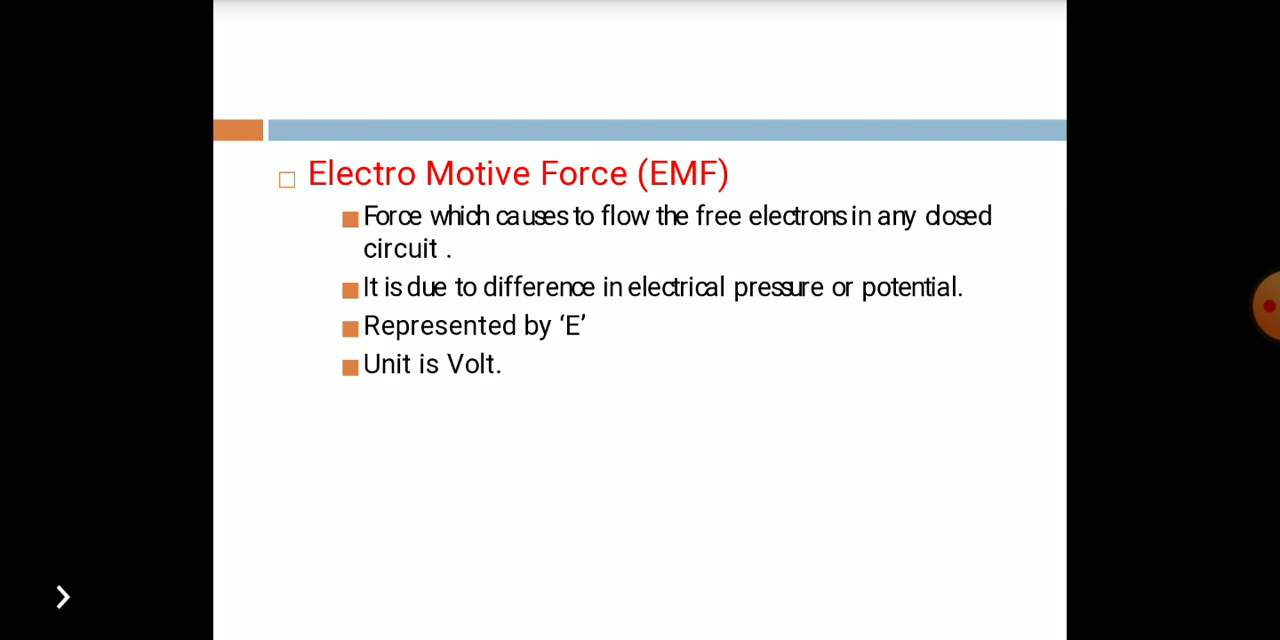 Electro Motive Force (EMF)
Force which causes to flow the free electrons in any closed
circuit .
It is due to difference in electrical pressure or potential.
Represented by ‘E’
Unit is Volt.